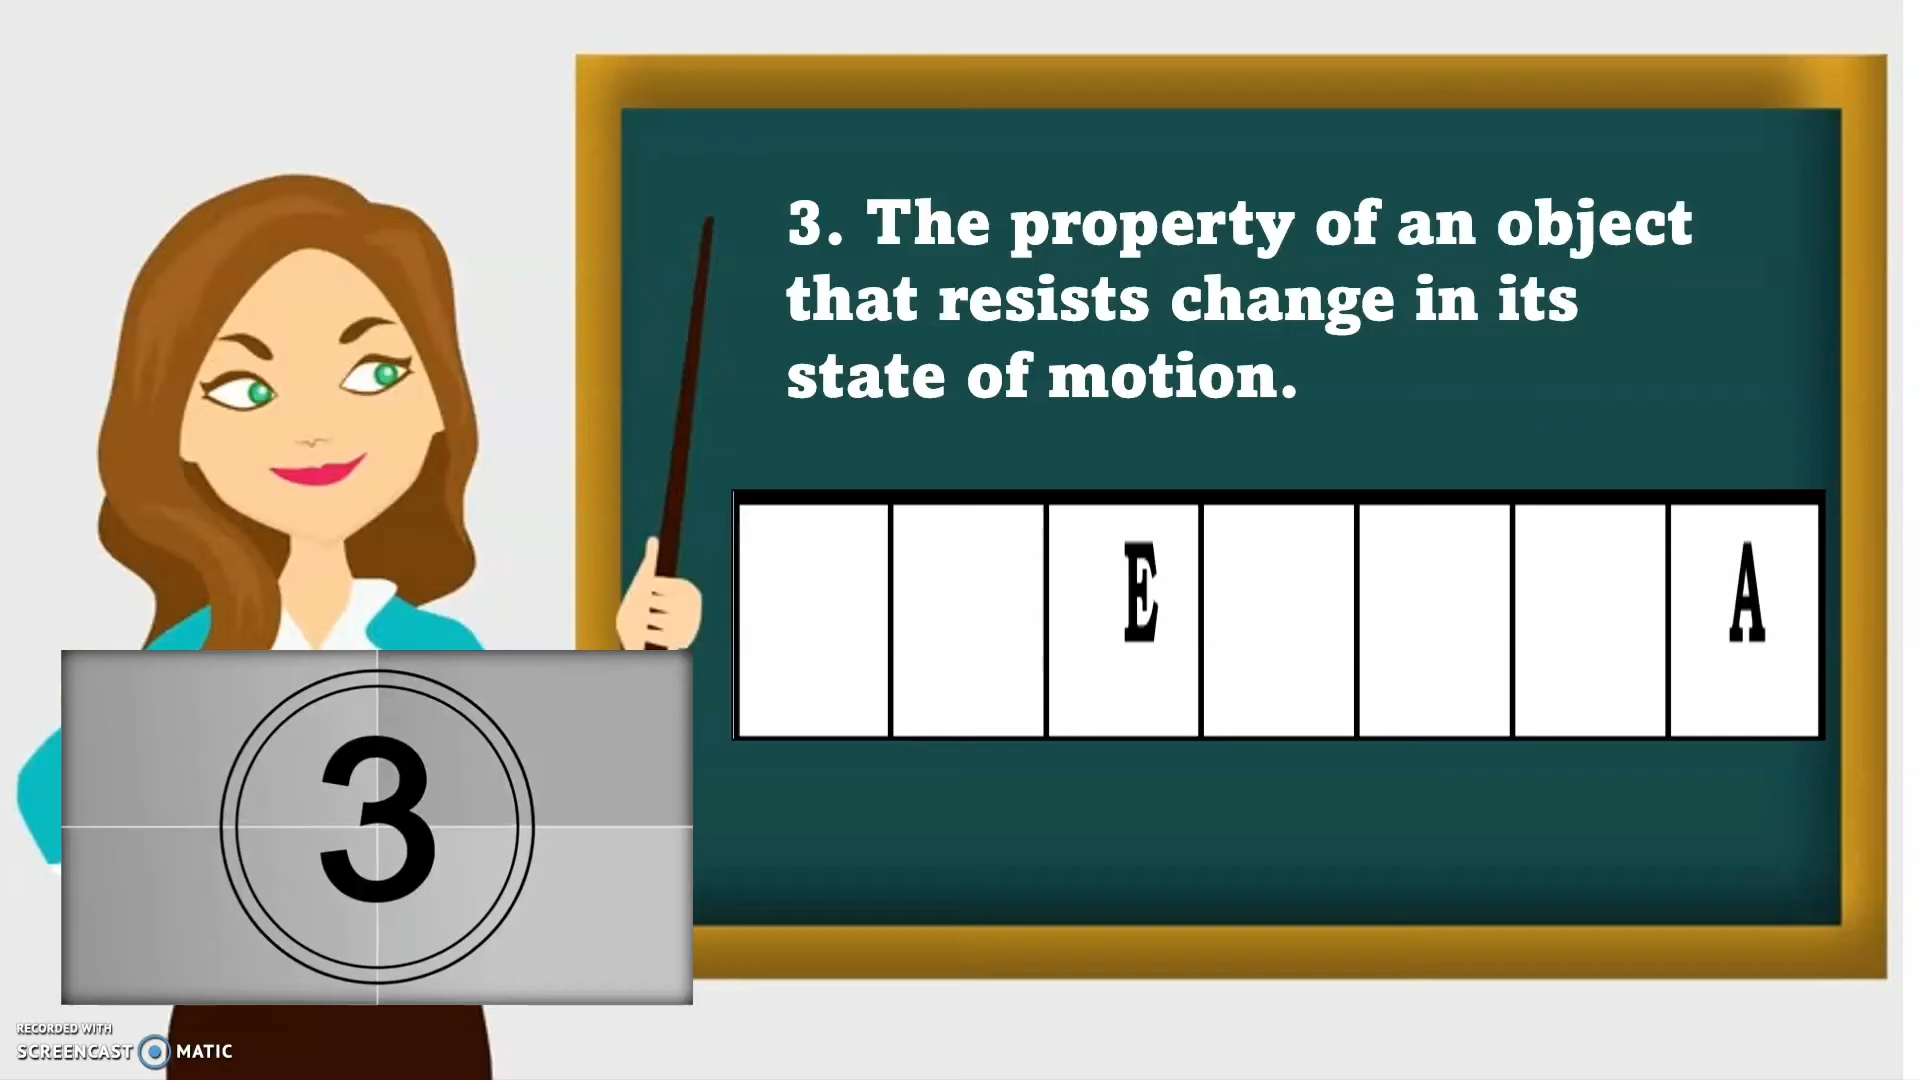 3. The property of an object
that resists change in its
state of motion.
E A
3
RECORDED WITH
SCREENCAST MATIC